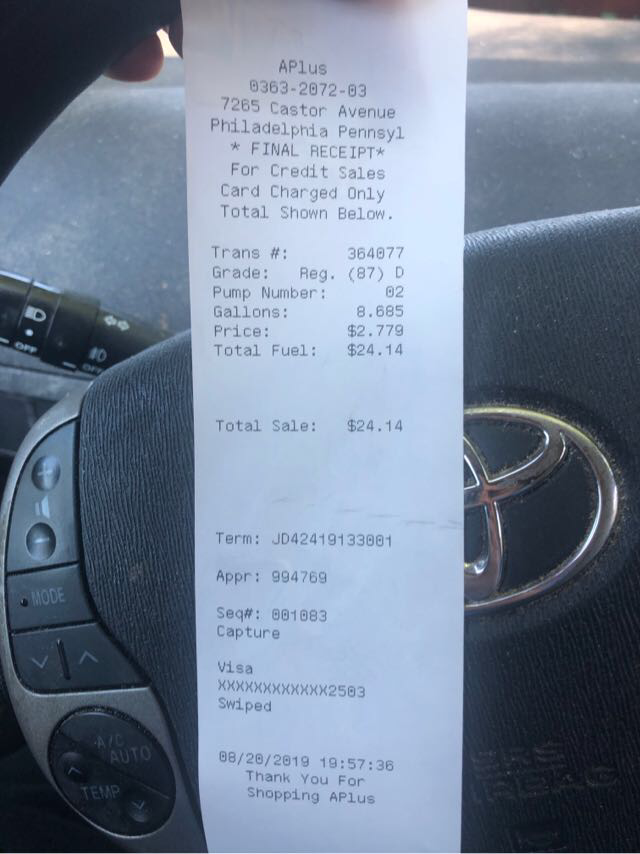 APlus
0363-2072-03
7265 Castor Avenue
Philadelphia Pennsyl
* FINAL RECEIPT*
For Credit Sales
Card Charged Only
Total Shown Below.
Trans #: 364077
Grade: Reg. (87) D
Pump Number: 02
Gallons: 8.685
Price: $2.779
Total Fuel: $24.14
Total Sale: $24.14
Term: JD42419133001
Appr: 994769
Seq#: 001083
Capture
Visa
XXXXXXXXXXXX2503
Swiped
08/20/2019 19:57:36
Thank You For
Shopping APlus
OFF
OFF
MODE
A/C
AUTO
TEMP
SRS
AIRBAG